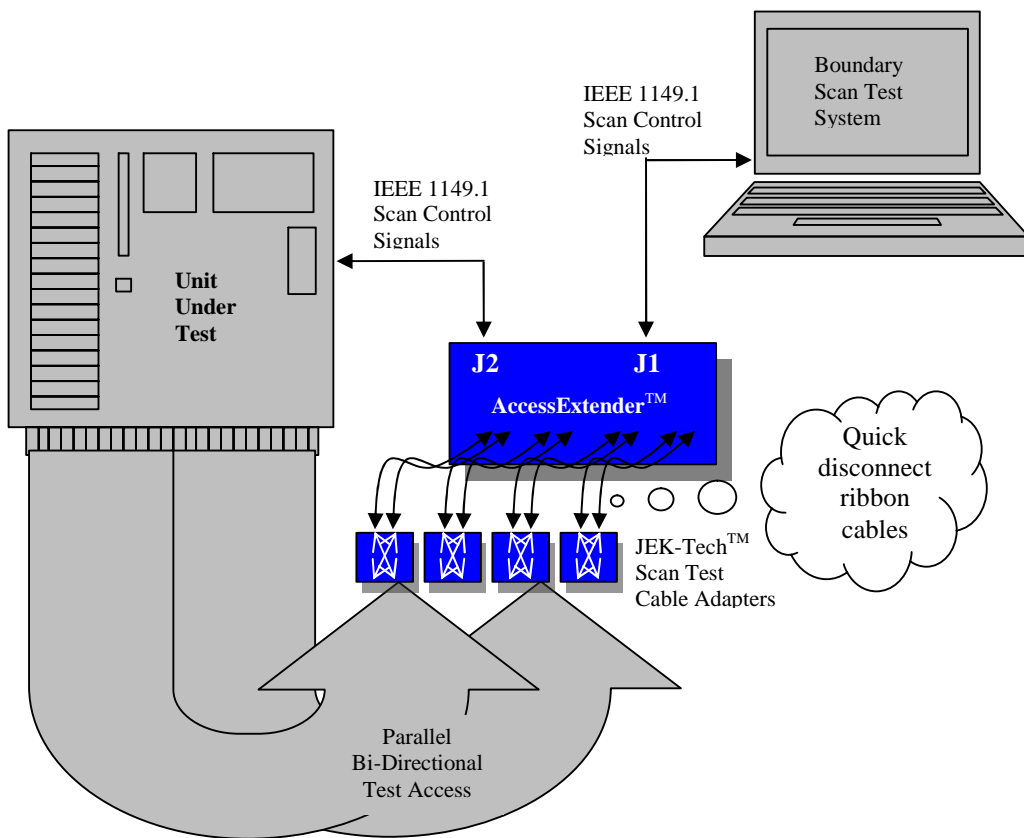 Boundary
Scan Test
System
IEEE 1149.1
Scan Control
Signals
IEEE 1149.1
Scan Control
Signals
Unit
Under
Test
J2
J1
AccessExtender™
Quick
disconnect
ribbon
cables
JEK-Tech™
Scan Test
Cable Adapters
Parallel
Bi-Directional
Test Access